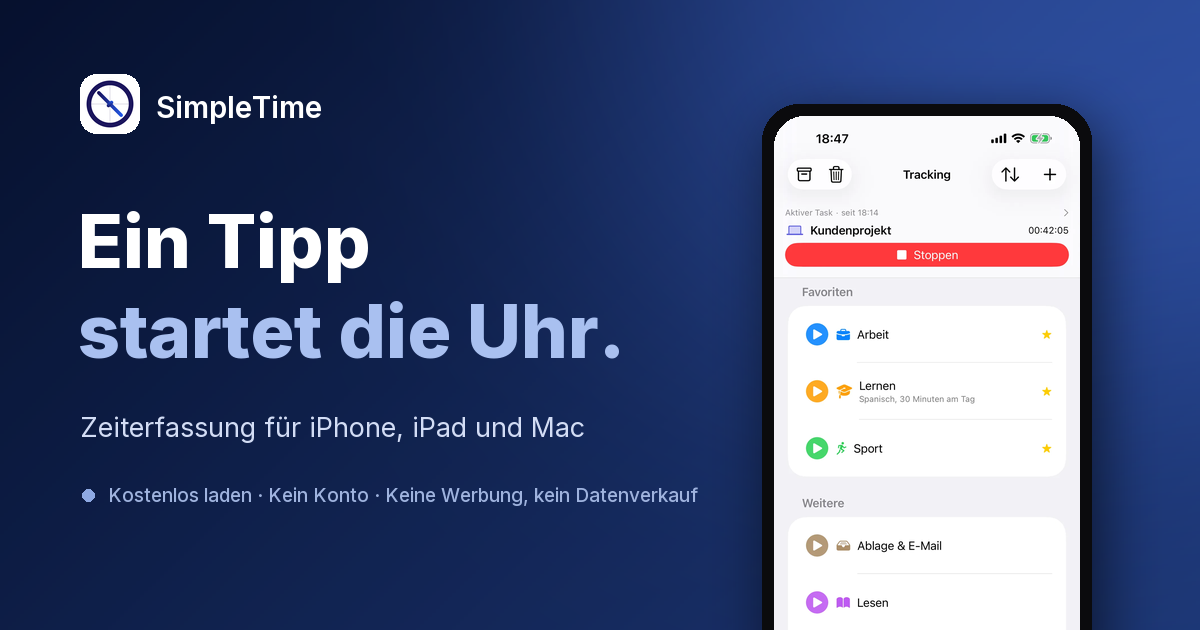 SimpleTime
Ein Tipp
startet die Uhr.
Zeiterfassung für iPhone, iPad und Mac
Kostenlos laden · Kein Konto · Keine Werbung, kein Datenverkauf
18:47
Tracking
Aktiver Task · seit 18:14
Kundenprojekt 00:42:05
Stoppen
Favoriten
Arbeit
Lernen
Spanisch, 30 Minuten am Tag
Sport
Weitere
Ablage & E-Mail
Lesen